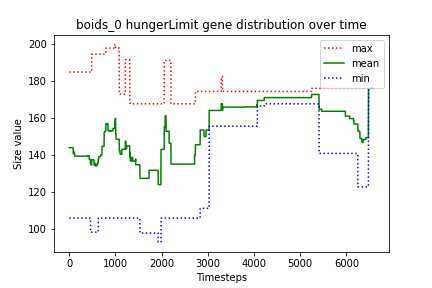 boids_0 hungerLimit gene distribution over time
200
180
160
140
120
100
Size value
max
mean
min
0
1000
2000
3000
4000
5000
6000
Timesteps